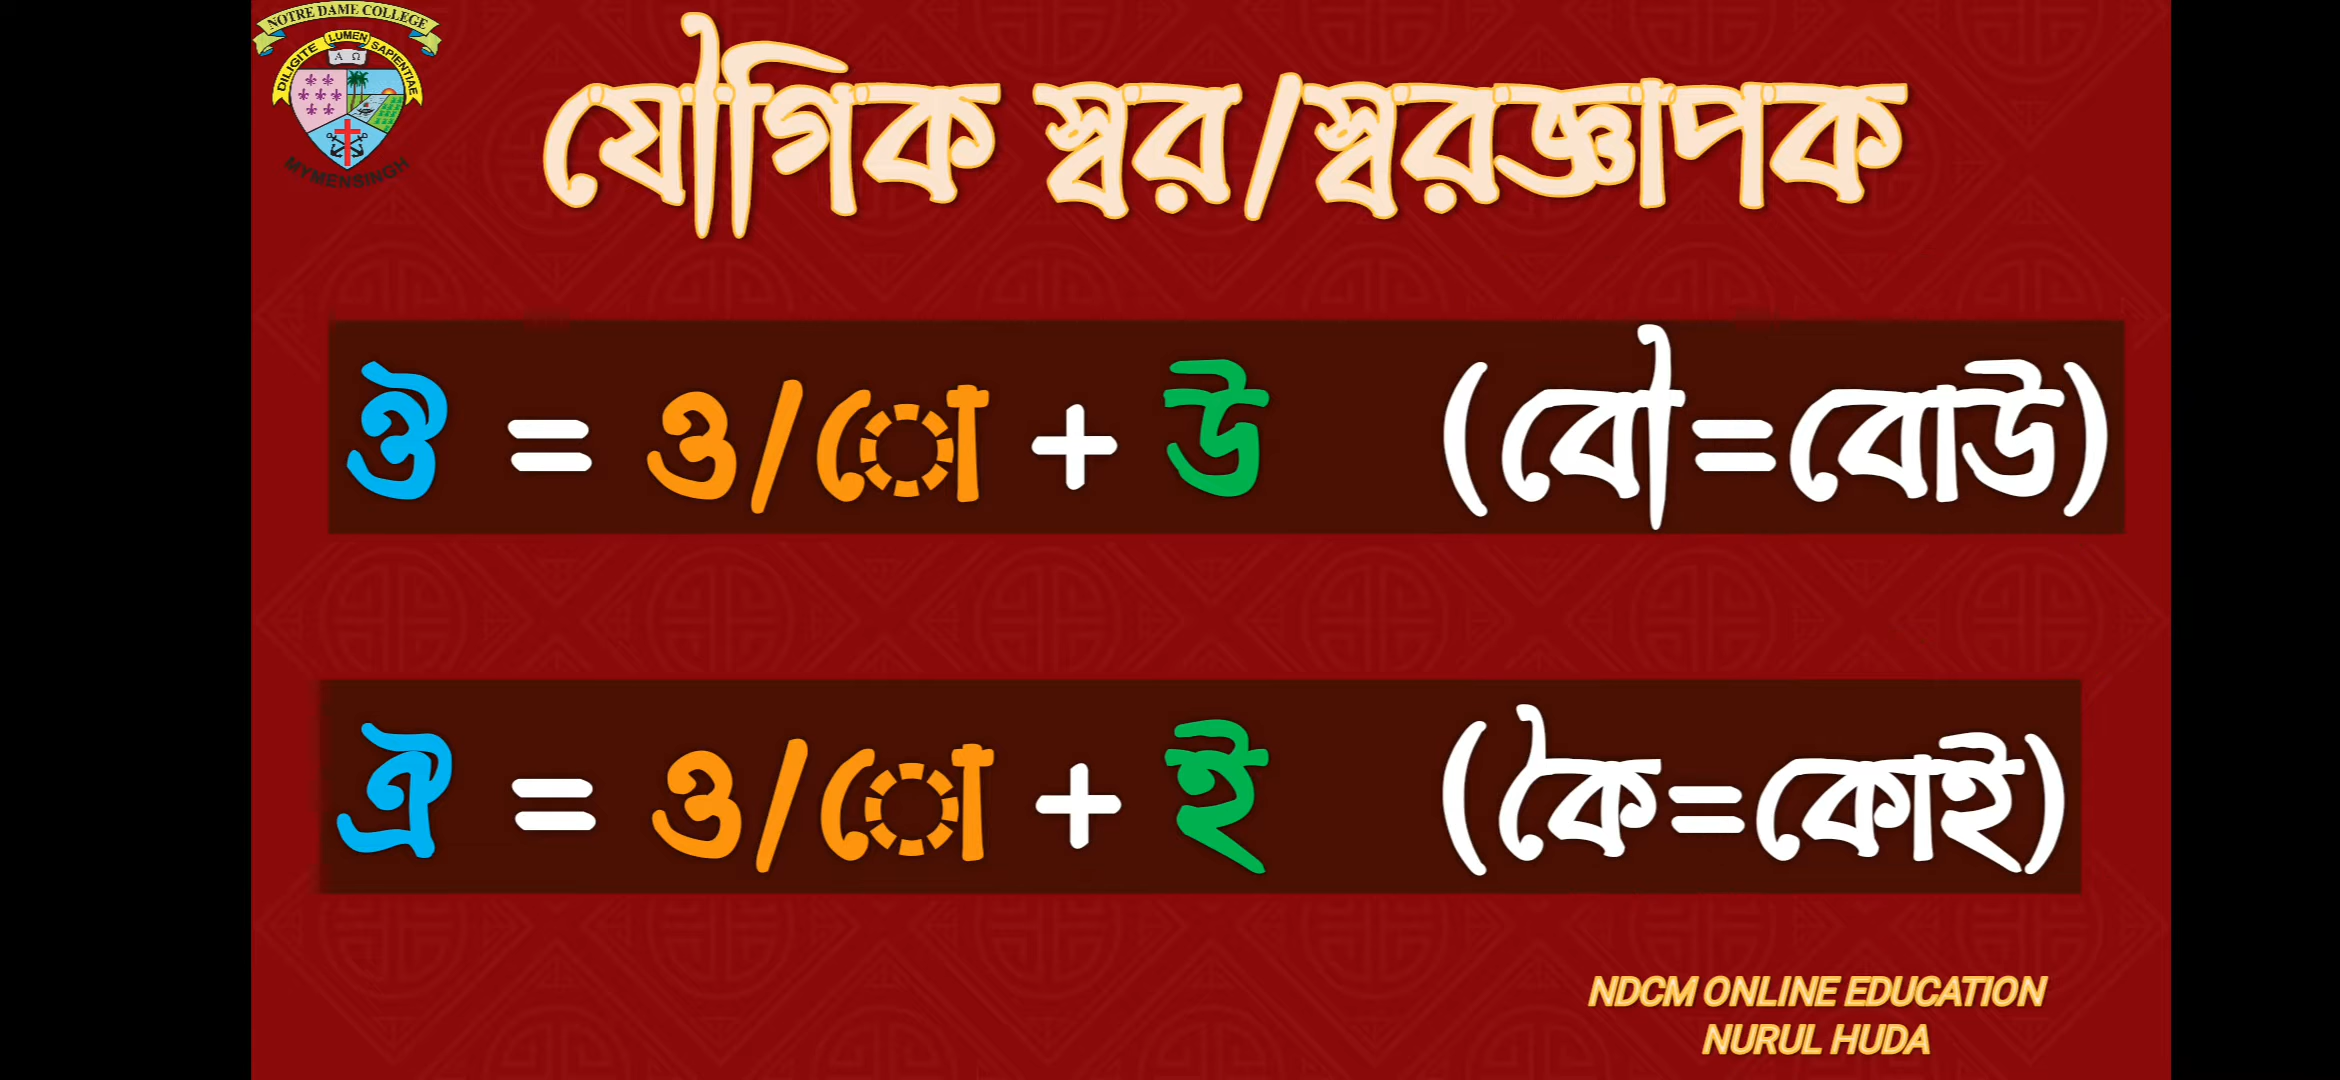 NOTRE DAME COLLEGE
DILIGITE LUMEN SAPIENTIAE
Α Ω
MYMENSINGH
যৌগিক স্বর/স্বরজ্ঞাপক
ঔ = ও/ো + উ (বৌ=বোউ)
ঐ = ও/ো + ই (কৈ=কোই)
NDCM ONLINE EDUCATION
NURUL HUDA